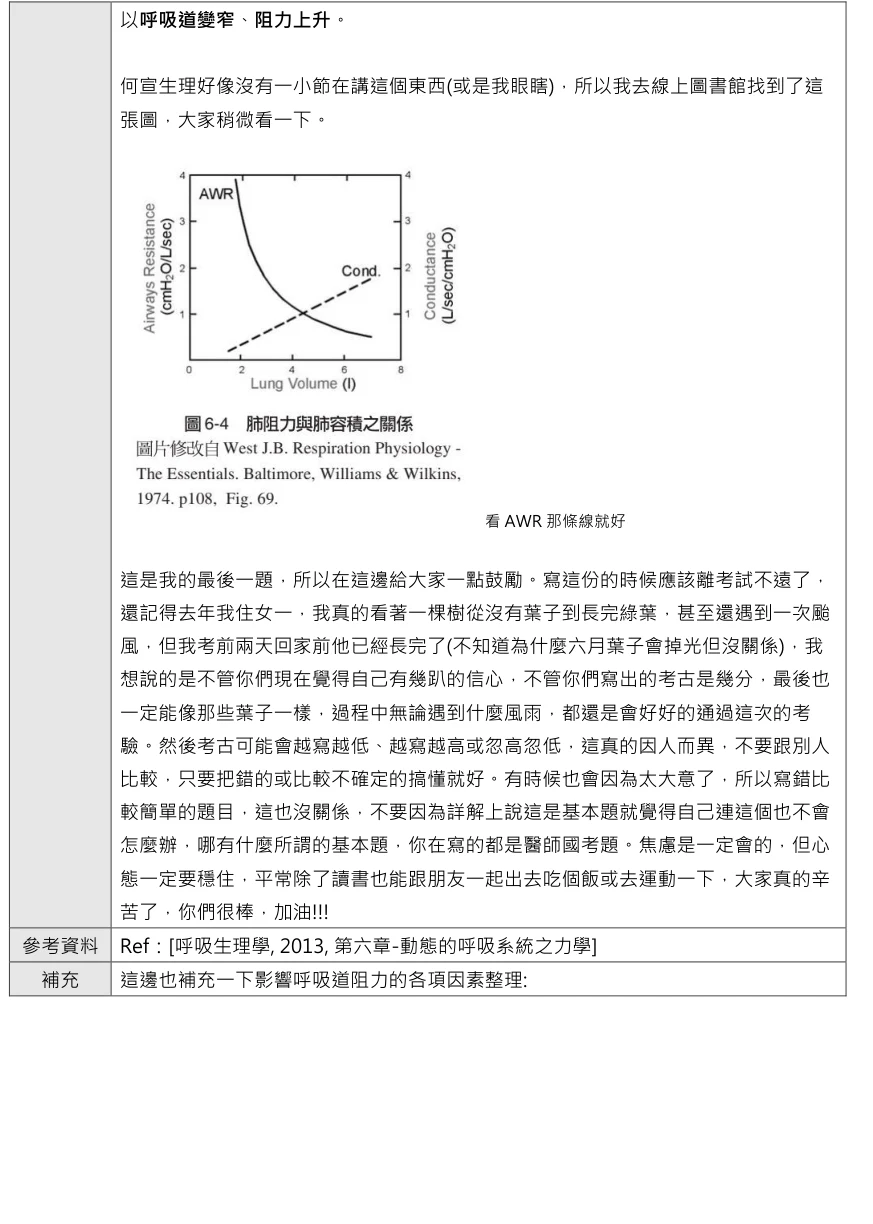 以呼吸道變窄、阻力上升。
何宣生理好像沒有一小節在講這個東西(或是我眼瞎)，所以我去線上圖書館找到了這
張圖，大家稍微看一下。
4
4
AWR
3
3
Cond.
2
2
1
1
Airways Resistance
(cmH₂O/L/sec)
Conductance
(L/sec/cmH₂O)
0 2 4 6 8
Lung Volume (l)
圖 6-4 肺阻力與肺容積之關係
圖片修改自 West J.B. Respiration Physiology -
The Essentials. Baltimore, Williams & Wilkins,
1974. p108, Fig. 69.
看 AWR 那條線就好
這是我的最後一題，所以在這邊給大家一點鼓勵。寫這份的時候應該離考試不遠了，
還記得去年我住女一，我真的看著一棵樹從沒有葉子到長完綠葉，甚至還遇到一次颱
風，但我考前兩天回家前他已經長完了(不知道為什麼六月葉子會掉光但沒關係)，我
想說的是不管你們現在覺得自己有幾趴的信心，不管你們寫出的考古是幾分，最後也
一定能像那些葉子一樣，過程中無論遇到什麼風雨，都還是會好好的通過這次的考
驗。然後考古可能會越寫越低、越寫越高或忽高忽低，這真的因人而異，不要跟別人
比較，只要把錯的或比較不確定的搞懂就好。有時候也會因為太大意了，所以寫錯比
較簡單的題目，這也沒關係，不要因為詳解上說這是基本題就覺得自己連這個也不會
怎麼辦，哪有什麼所謂的基本題，你在寫的都是醫師國考題。焦慮是一定會的，但心
態一定要穩住，平常除了讀書也能跟朋友一起出去吃個飯或去運動一下，大家真的辛
苦了，你們很棒，加油!!!
參考資料 Ref：[呼吸生理學, 2013, 第六章-動態的呼吸系統之力學]
補充 這邊也補充一下影響呼吸道阻力的各項因素整理: